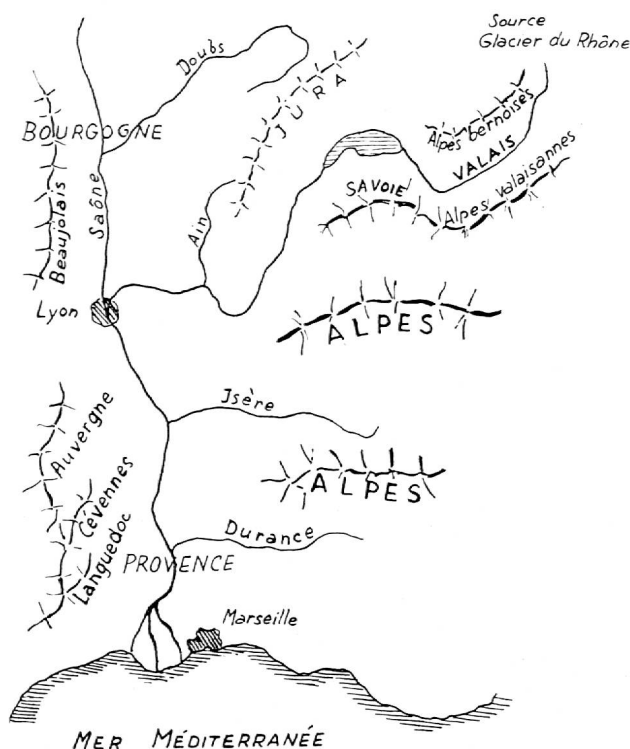 Source
Glacier du Rhône
Doubs
JURA
BOURGOGNE
Alpes bernoises
VALAIS
Beaujolais
Saône
Ain
SAVOIE
Alpes valaisannes
Lyon
ALPES
Isère
Auvergne
Cévennes
Languedoc
ALPES
Durance
PROVENCE
Marseille
MER MÉDITERRANÉE